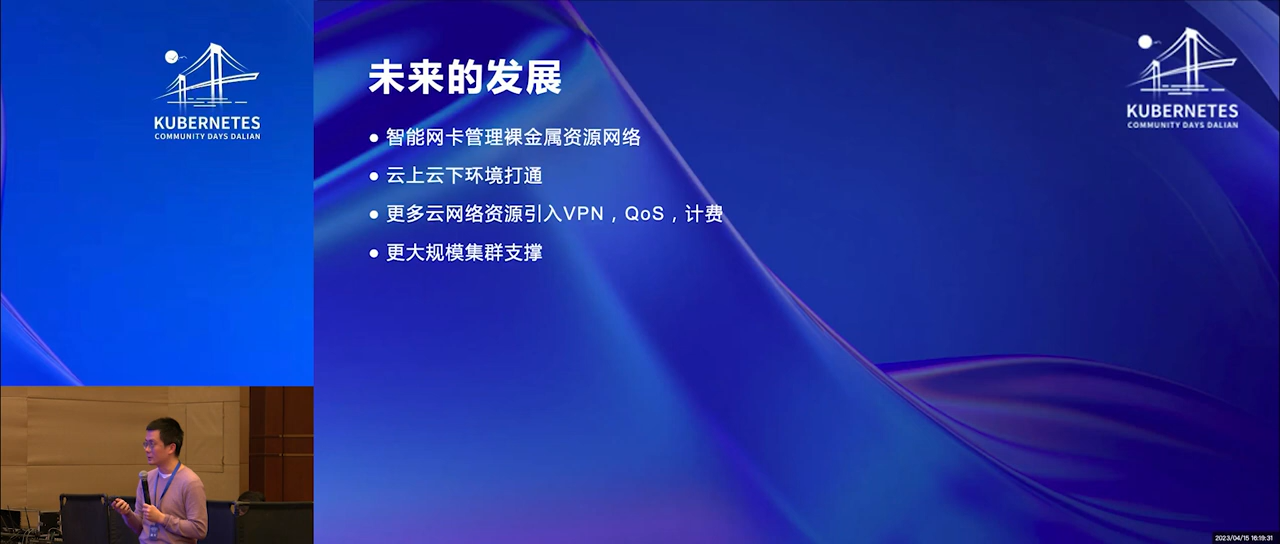 KUBERNETES
COMMUNITY DAYS DALIAN
未来的发展
● 智能网卡管理裸金属资源网络
● 云上云下环境打通
● 更多云网络资源引入VPN，QoS，计费
● 更大规模集群支撑
KUBERNETES
COMMUNITY DAYS DALIAN
2023/04/15 16:19:31